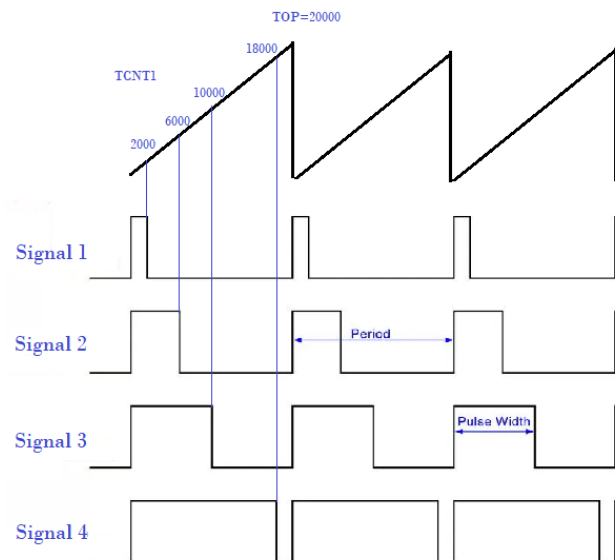 TOP=20000
18000
TCNT1
10000
6000
2000
Signal 1
Signal 2
Period
Signal 3
Pulse Width
Signal 4